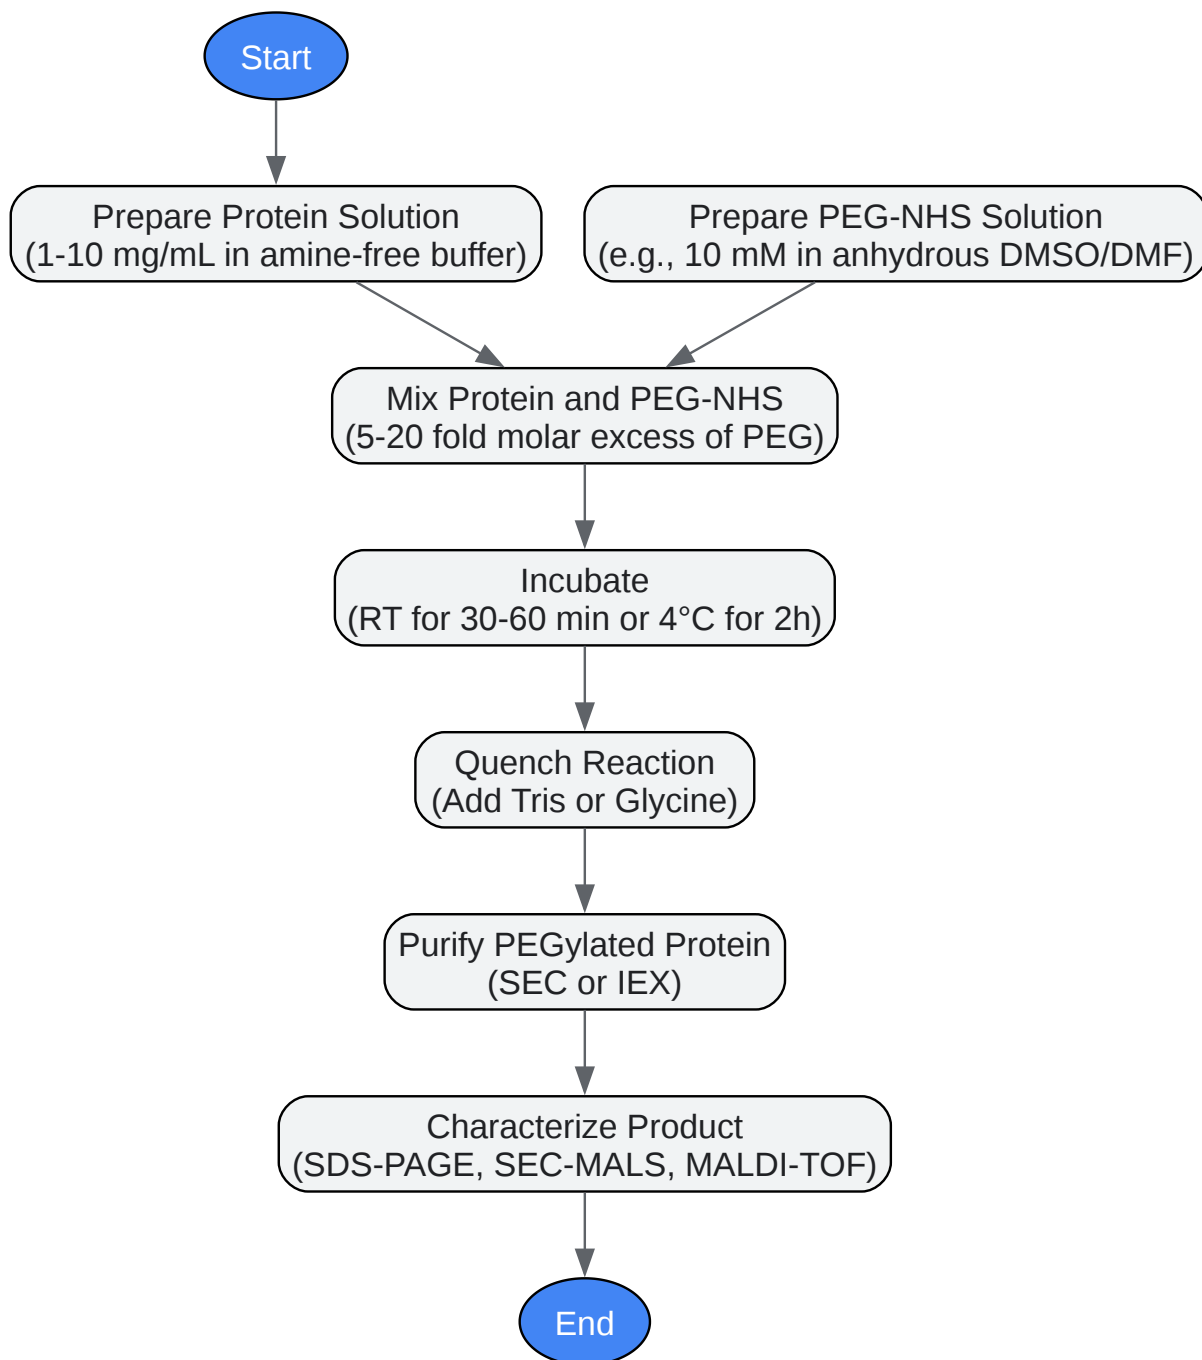 Start
Prepare Protein Solution
(1-10 mg/mL in amine-free buffer)
Prepare PEG-NHS Solution
(e.g., 10 mM in anhydrous DMSO/DMF)
Mix Protein and PEG-NHS
(5-20 fold molar excess of PEG)
Incubate
(RT for 30-60 min or 4°C for 2h)
Quench Reaction
(Add Tris or Glycine)
Purify PEGylated Protein
(SEC or IEX)
Characterize Product
(SDS-PAGE, SEC-MALS, MALDI-TOF)
End